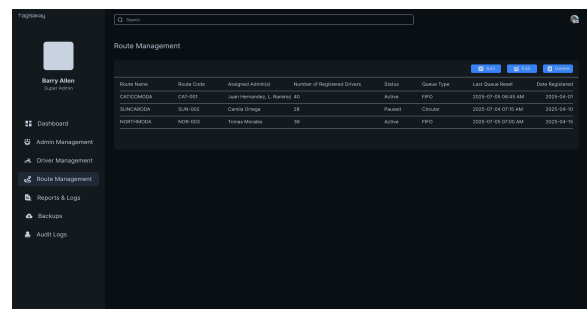 TagSakay
Search
Route Management
Barry Allen
Super Admin
Dashboard
Admin Management
Driver Management
Route Management
Reports & Logs
Backups
Audit Logs
Add Edit Delete
Route Name Route Code Assigned Admin(s) Number of Registered Drivers Status Queue Type Last Queue Reset Date Registered
CATICOMODA CAT-001 Juan Hernandez, L. Ramirez 40 Active FIFO 2025-07-05 06:45 AM 2025-04-01
SUNCARODA SUN-002 Camila Ortega 28 Paused Circular 2025-07-04 07:15 AM 2025-04-10
NORTHMODA NOR-003 Tomas Morales 36 Active FIFO 2025-07-05 07:00 AM 2025-04-15